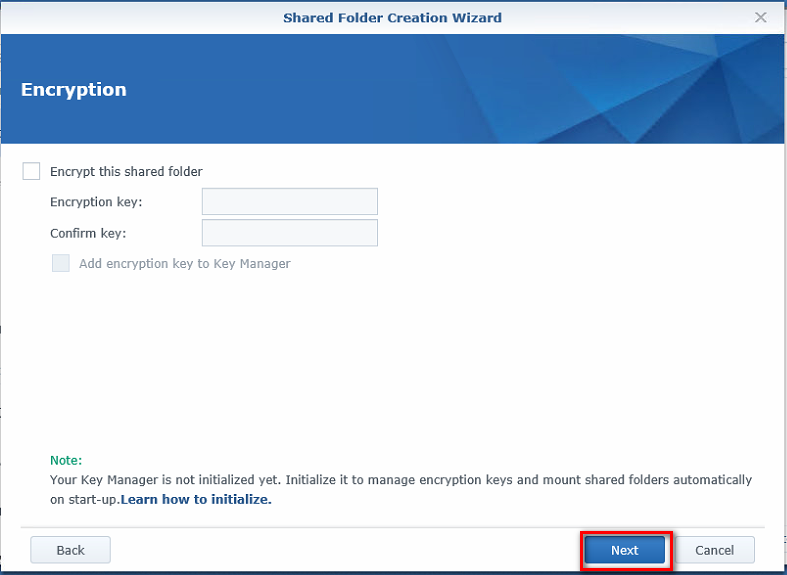 Shared Folder Creation Wizard
Encryption
Encrypt this shared folder
Encryption key:
Confirm key:
Add encryption key to Key Manager
Note:
Your Key Manager is not initialized yet. Initialize it to manage encryption keys and mount shared folders automatically
on start-up.Learn how to initialize.
Back
Next
Cancel